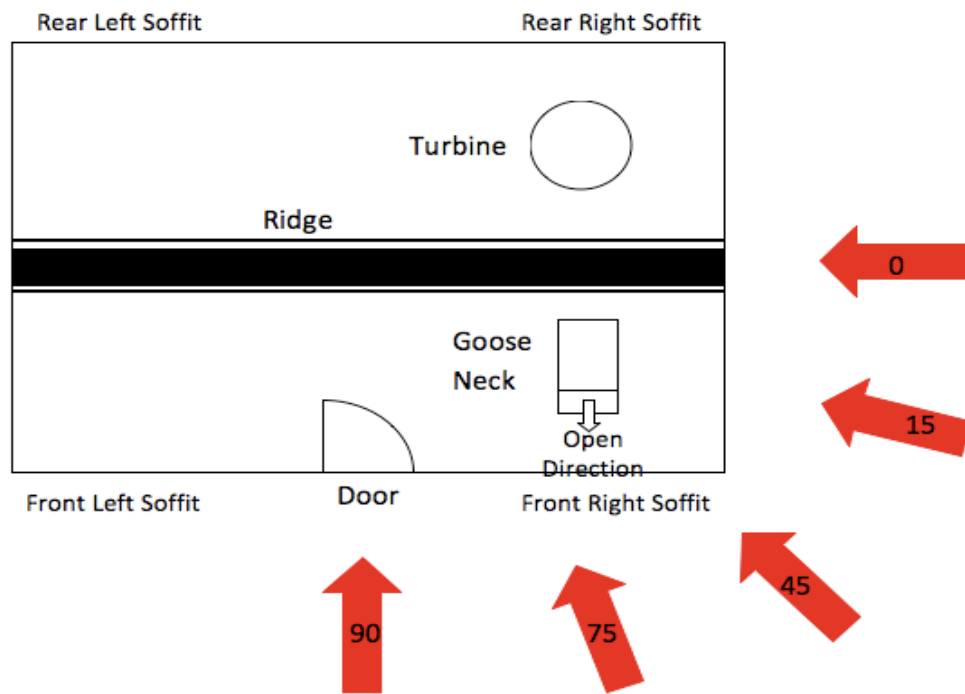 Rear Left Soffit
Rear Right Soffit
Turbine
Ridge
0
Goose
Neck
15
Open
Direction
Front Left Soffit
Door
Front Right Soffit
45
90
75